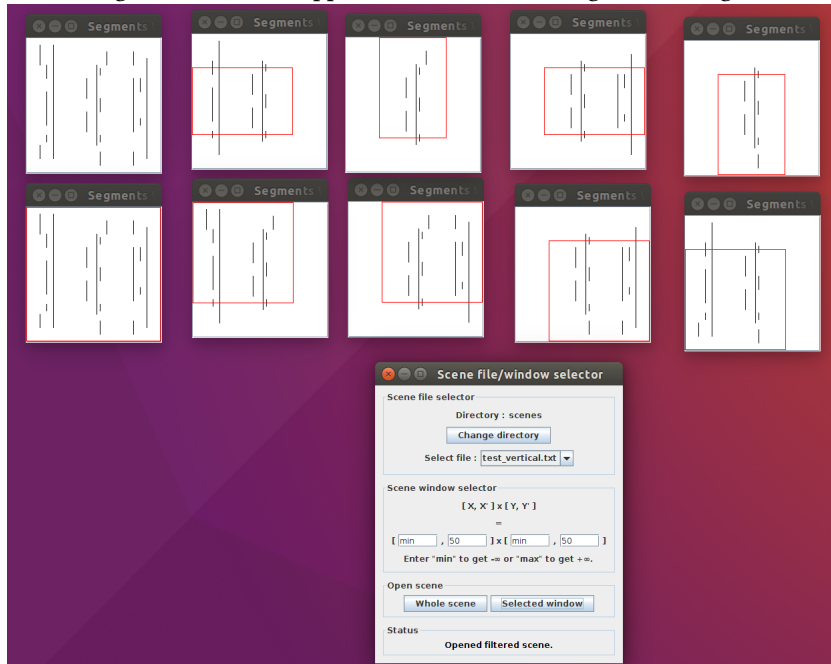 Segments
Segments
Segments
Segments
Segments
Segments
Segments
Segments
Segments
Segments
Scene file/window selector
Scene file selector
Directory : scenes
Change directory
Select file : test_vertical.txt
Scene window selector
[ X, X' ] x [ Y, Y' ]
=
[ min , 50 ] x [ min , 50 ]
Enter "min" to get -∞ or "max" to get +∞.
Open scene
Whole scene Selected window
Status
Opened filtered scene.